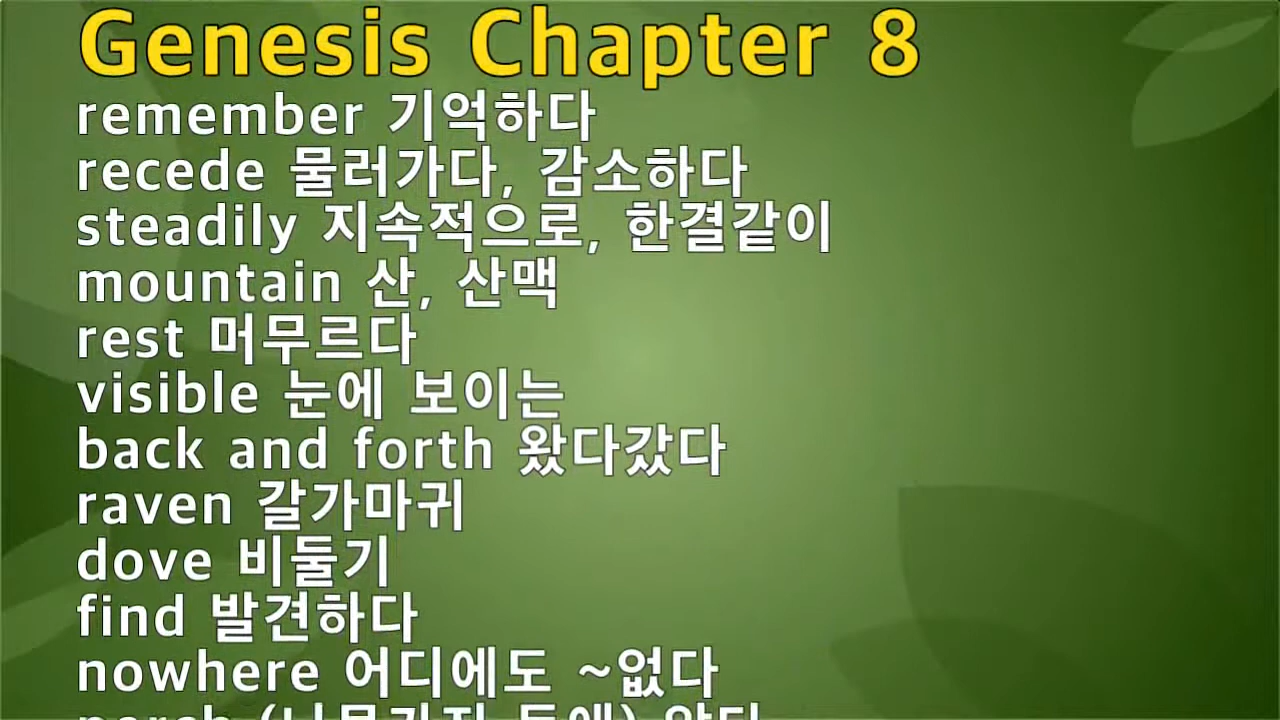 Genesis Chapter 8
remember 기억하다
recede 물러가다, 감소하다
steadily 지속적으로, 한결같이
mountain 산, 산맥
rest 머무르다
visible 눈에 보이는
back and forth 왔다갔다
raven 갈가마귀
dove 비둘기
find 발견하다
nowhere 어디에도 ~없다